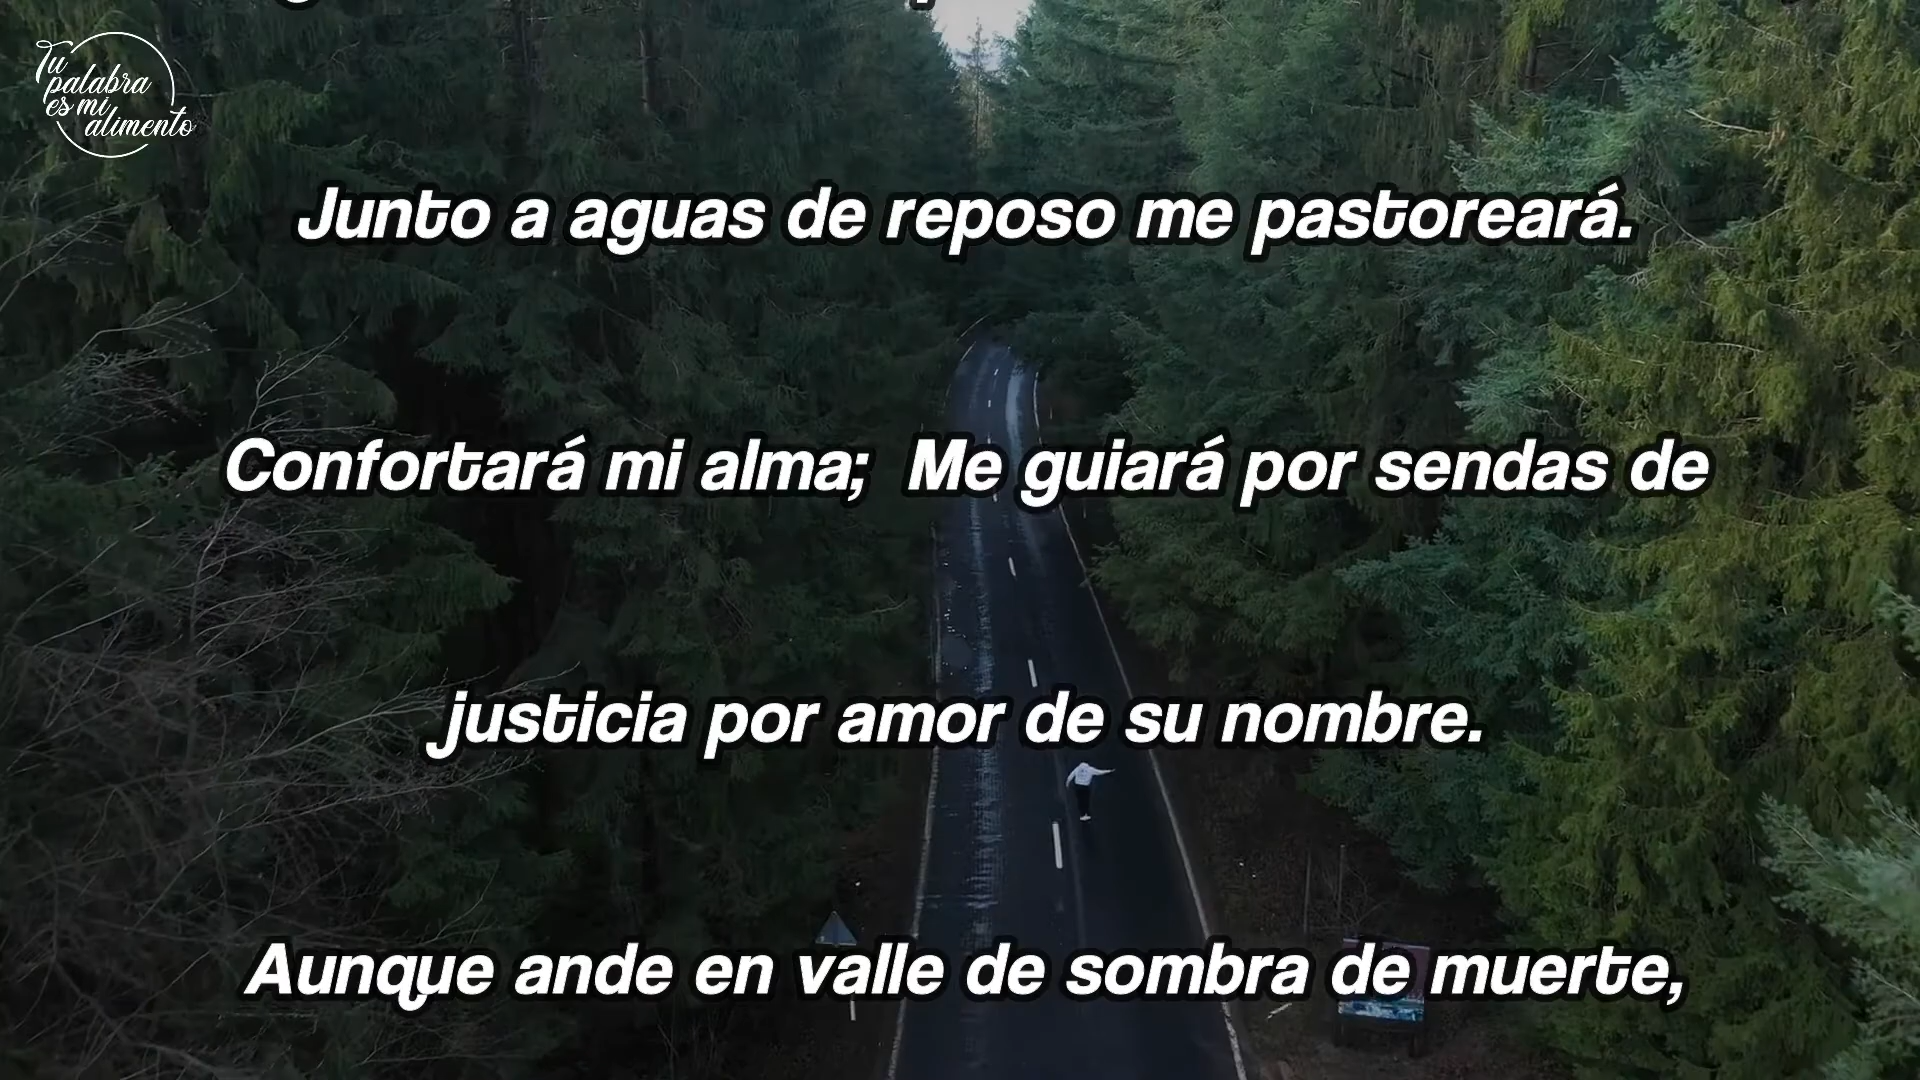 Tu
palabra
es mi
alimento
Junto a aguas de reposo me pastoreará.
Confortará mi alma;  Me guiará por sendas de
justicia por amor de su nombre.
Aunque ande en valle de sombra de muerte,